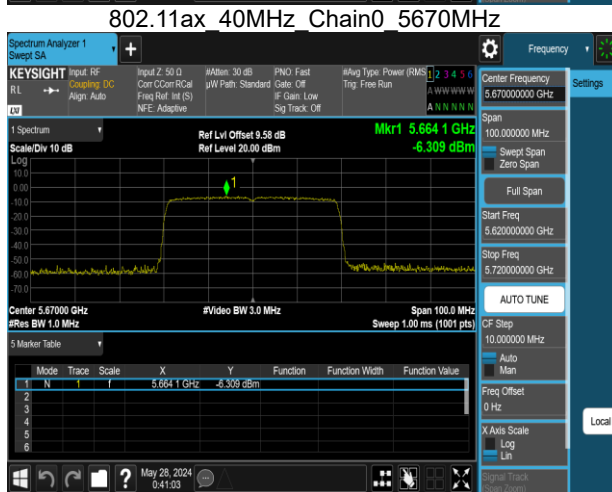 802.11ax_40MHz_Chain0_5670MHz
Spectrum Analyzer 1
Swept SA
+
Frequency
KEYSIGHT
RL
LXI
Input: RF
Coupling: DC
Align: Auto
Input Z: 50 Ω
Corr CCorr RCal
Freq Ref: Int (S)
NFE: Adaptive
#Atten: 30 dB
µW Path: Standard
PNO: Fast
Gate: Off
IF Gain: Low
Sig Track: Off
#Avg Type: Power (RMS
Trig: Free Run
1 2 3 4 5 6
A W W W W W
A N N N N N
1 Spectrum
Scale/Div 10 dB
Log
Ref Lvl Offset 9.58 dB
Ref Level 20.00 dBm
Mkr1 5.664 1 GHz
-6.309 dBm
10.0
0.00
-10.0
-20.0
-30.0
-40.0
-50.0
-60.0
-70.0
1
Center 5.67000 GHz
#Res BW 1.0 MHz
#Video BW 3.0 MHz
Span 100.0 MHz
Sweep 1.00 ms (1001 pts)
5 Marker Table
Mode Trace Scale X Y Function Function Width Function Value
1 N 1 f 5.664 1 GHz -6.309 dBm
2
3
4
5
6
?
May 28, 2024
0:41:03
Center Frequency
5.670000000 GHz
Span
100.000000 MHz
Swept Span
Zero Span
Full Span
Start Freq
5.620000000 GHz
Stop Freq
5.720000000 GHz
AUTO TUNE
CF Step
10.000000 MHz
Auto
Man
Freq Offset
0 Hz
X Axis Scale
Log
Lin
Signal Track
(Span Zoom)
Settings
Local